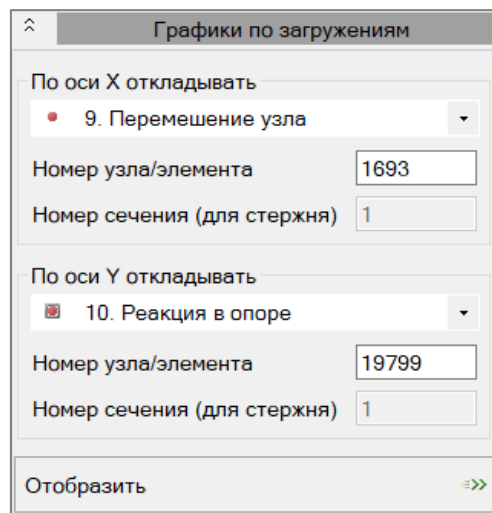 Графики по загружениям
По оси X откладывать
9. Перемешение узла
Номер узла/элемента 1693
Номер сечения (для стержня) 1
По оси Y откладывать
10. Реакция в опоре
Номер узла/элемента 19799
Номер сечения (для стержня) 1
Отобразить